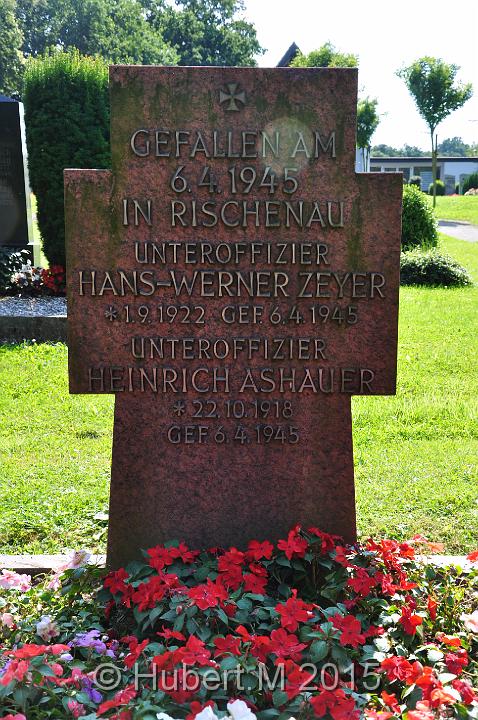 GEFALLEN AM
6.4.1945
IN RISCHENAU
UNTEROFFIZIER
HANS-WERNER ZEYER
*1.9.1922 GEF.6.4.1945
UNTEROFFIZIER
HEINRICH ASHAUER
*22.10.1918
GEF 6.4.1945
© Hubert.M 2015